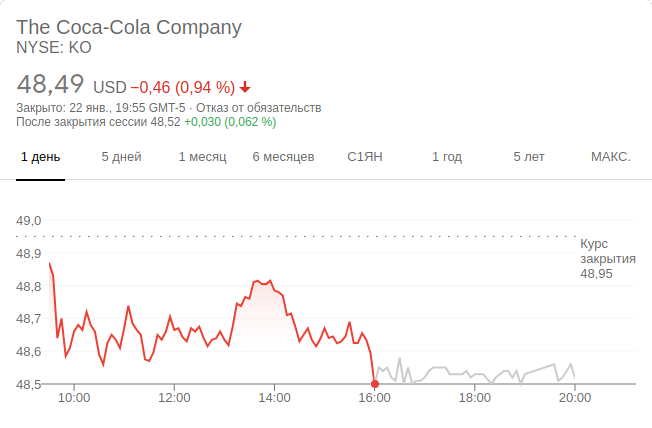 The Coca-Cola Company
NYSE: KO
48,49 USD −0,46 (0,94 %)
Закрыто: 22 янв., 19:55 GMT-5 · Отказ от обязательств
После закрытия сессии 48,52 +0,030 (0,062 %)
1 день 5 дней 1 месяц 6 месяцев С1ЯН 1 год 5 лет МАКС.
49,0
Курс
закрытия
48,95
48,9
48,8
48,7
48,6
48,5
10:00 12:00 14:00 16:00 18:00 20:00